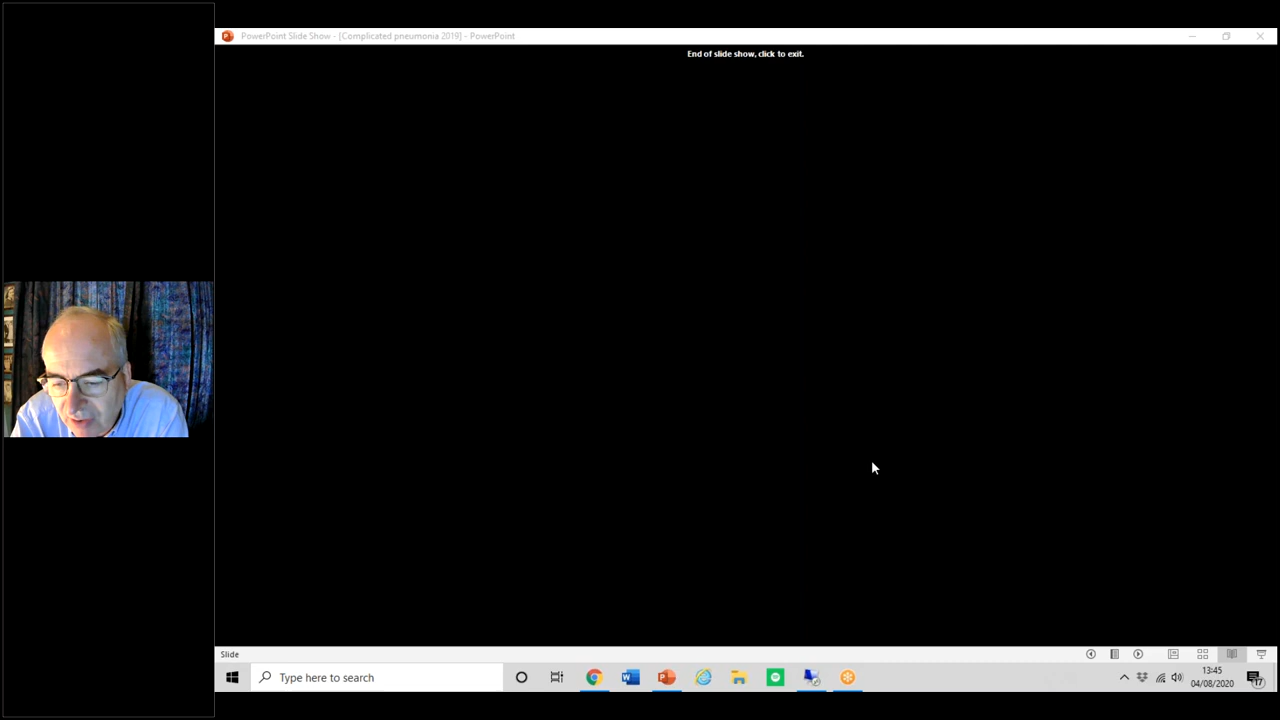 PowerPoint Slide Show - [Complicated pneumonia 2019] - PowerPoint
End of slide show, click to exit.
Slide
Type here to search
13:45
04/08/2020
17